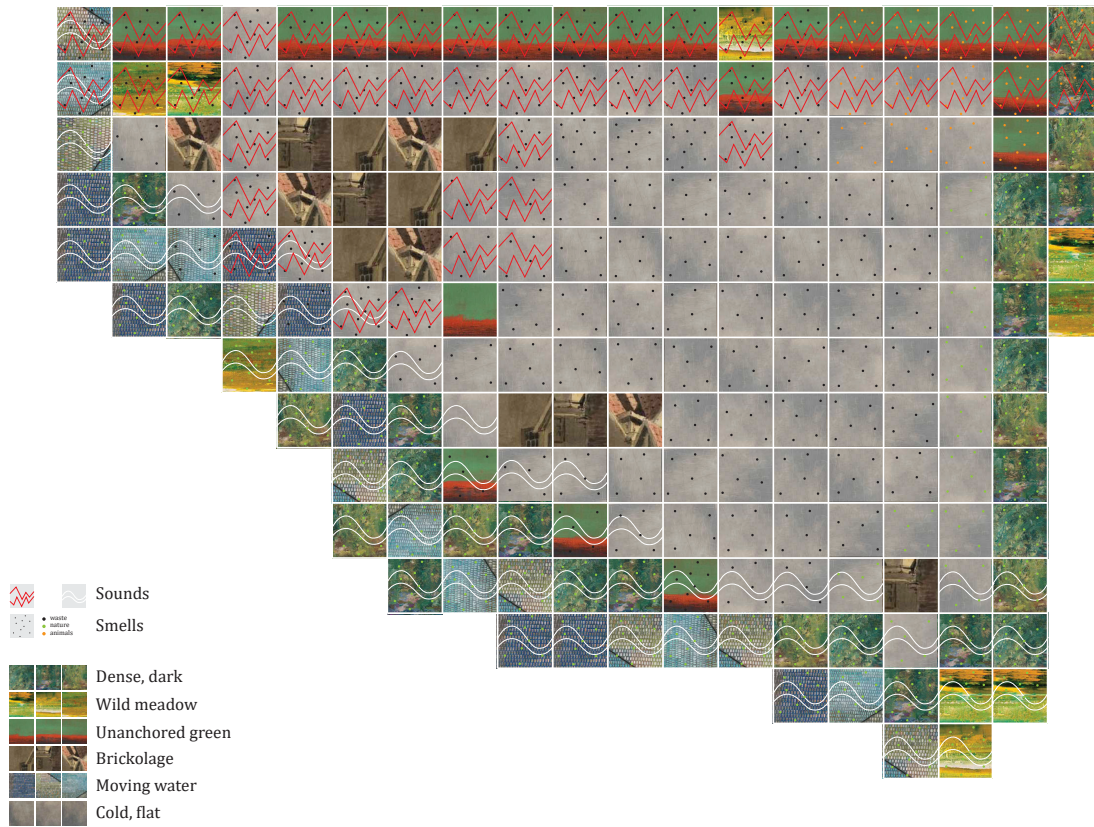 Sounds
Smells
waste
nature
animals
Dense, dark
Wild meadow
Unanchored green
Brickolage
Moving water
Cold, flat